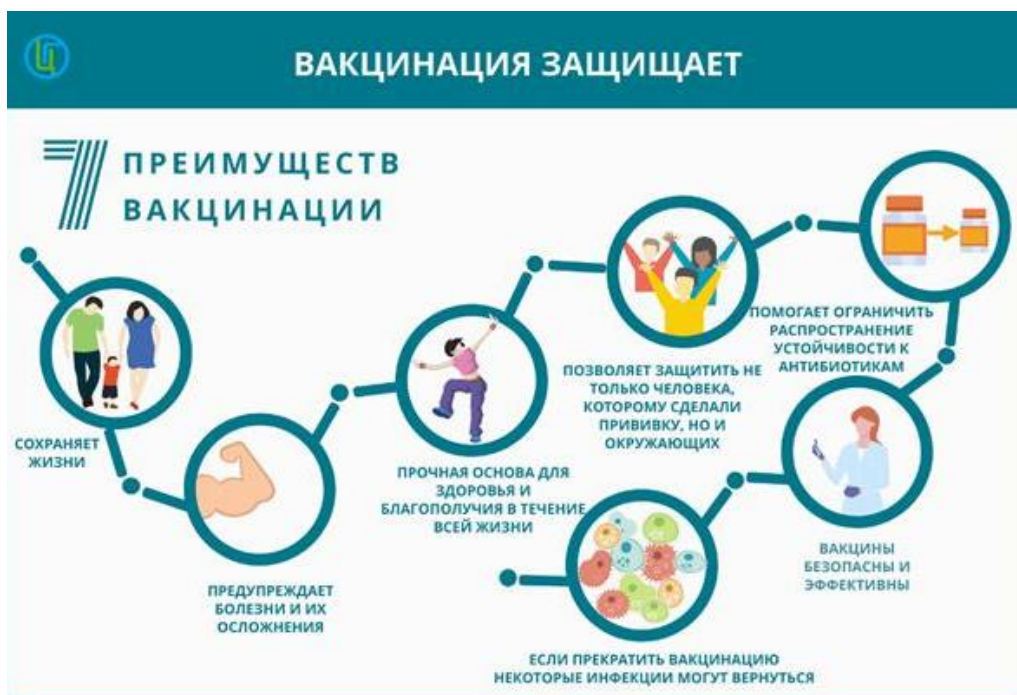 ВАКЦИНАЦИЯ ЗАЩИЩАЕТ
7 ПРЕИМУЩЕСТВ
ВАКЦИНАЦИИ
СОХРАНЯЕТ
ЖИЗНИ
ПРЕДУПРЕЖДАЕТ
БОЛЕЗНИ И ИХ
ОСЛОЖНЕНИЯ
ПРОЧНАЯ ОСНОВА ДЛЯ
ЗДОРОВЬЯ И
БЛАГОПОЛУЧИЯ В ТЕЧЕНИЕ
ВСЕЙ ЖИЗНИ
ПОЗВОЛЯЕТ ЗАЩИТИТЬ НЕ
ТОЛЬКО ЧЕЛОВЕКА,
КОТОРОМУ СДЕЛАЛИ
ПРИВИВКУ, НО И
ОКРУЖАЮЩИХ
ПОМОГАЕТ ОГРАНИЧИТЬ
РАСПРОСТРАНЕНИЕ
УСТОЙЧИВОСТИ К
АНТИБИОТИКАМ
ВАКЦИНЫ
БЕЗОПАСНЫ И
ЭФФЕКТИВНЫ
ЕСЛИ ПРЕКРАТИТЬ ВАКЦИНАЦИЮ
НЕКОТОРЫЕ ИНФЕКЦИИ МОГУТ ВЕРНУТЬСЯ